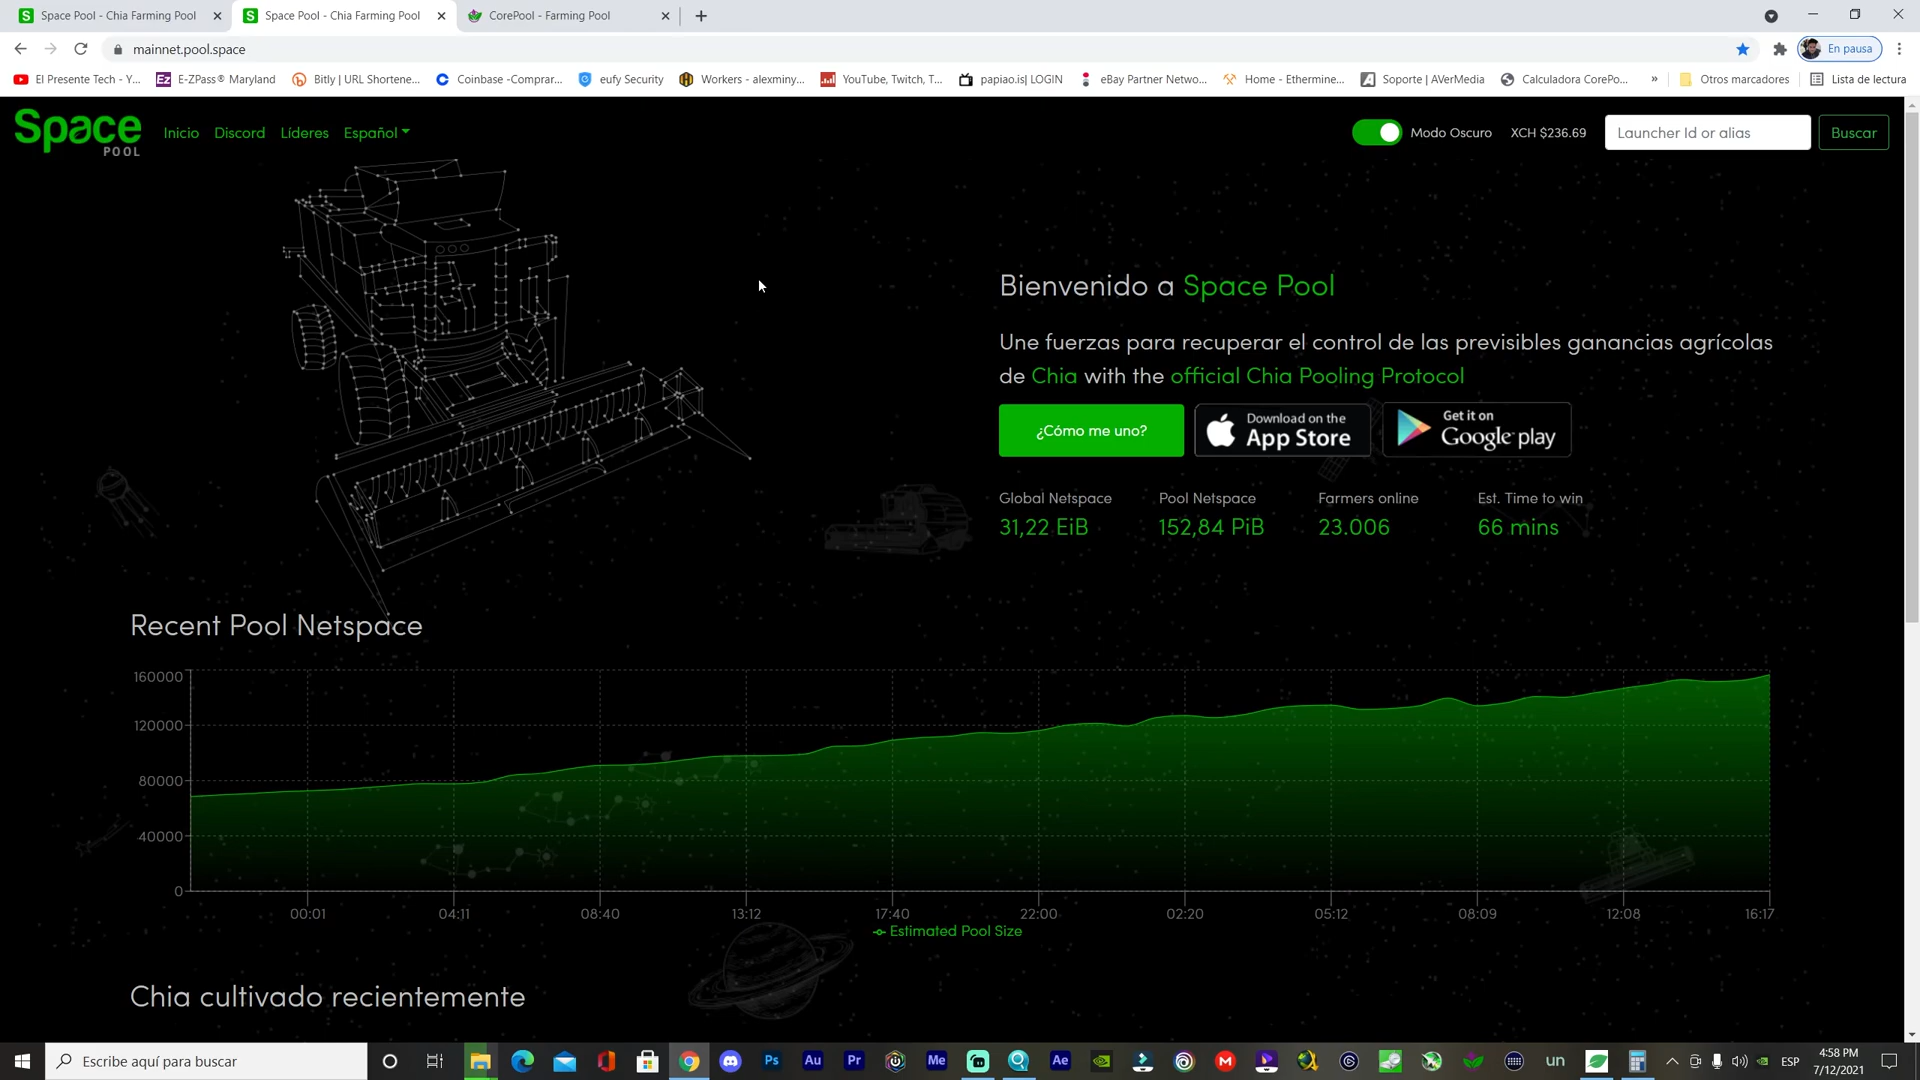 Space Pool - Chia Farming Pool
Space Pool - Chia Farming Pool
CorePool - Farming Pool
mainnet.pool.space
En pausa
El Presente Tech - Y...
E-ZPass® Maryland
Bitly | URL Shortene...
Coinbase -Comprar...
eufy Security
Workers - alexminy...
YouTube, Twitch, T...
papiao.is| LOGIN
eBay Partner Netwo...
Home - Ethermine...
Soporte | AVerMedia
Calculadora CorePo...
»
Otros marcadores
Lista de lectura
Space
POOL
Inicio
Discord
Líderes
Español
Modo Oscuro
XCH $236.69
Launcher Id or alias
Buscar
Bienvenido a Space Pool
Une fuerzas para recuperar el control de las previsibles ganancias agrícolas
de Chia with the official Chia Pooling Protocol
¿Cómo me uno?
Download on the
App Store
Get it on
Google play
Global Netspace
31,22 EiB
Pool Netspace
152,84 PiB
Farmers online
23.006
Est. Time to win
66 mins
Recent Pool Netspace
160000
120000
80000
40000
0
00:01
04:11
08:40
13:12
17:40
22:00
02:20
05:12
08:09
12:08
16:17
Estimated Pool Size
Chia cultivado recientemente
Escribe aquí para buscar
Ps
Au
Pr
Me
Ae
un
ESP
4:58 PM
7/12/2021